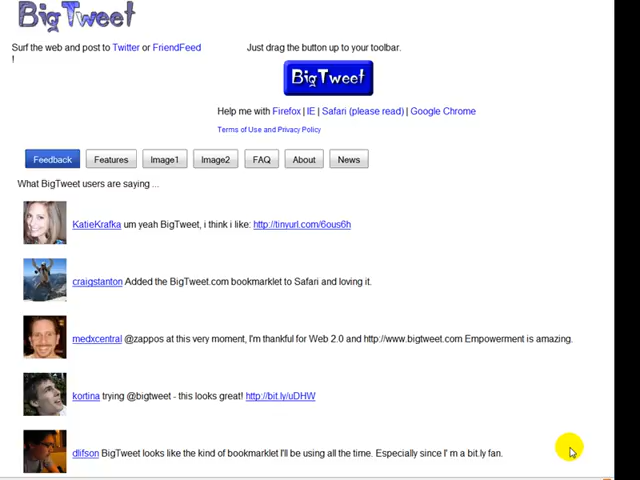 BigTweet
Surf the web and post to Twitter or FriendFeed
!
Just drag the button up to your toolbar.
BigTweet
Help me with Firefox | IE | Safari (please read) | Google Chrome
Terms of Use and Privacy Policy
Feedback Features Image1 Image2 FAQ About News
What BigTweet users are saying ...
KatieKrafka um yeah BigTweet, i think i like: http://tinyurl.com/6ous6h
craigstanton Added the BigTweet.com bookmarklet to Safari and loving it.
medxcentral @zappos at this very moment, I'm thankful for Web 2.0 and http://www.bigtweet.com Empowerment is amazing.
kortina trying @bigtweet - this looks great! http://bit.ly/uDHW
dlifson BigTweet looks like the kind of bookmarklet I'll be using all the time. Especially since I' m a bit.ly fan.